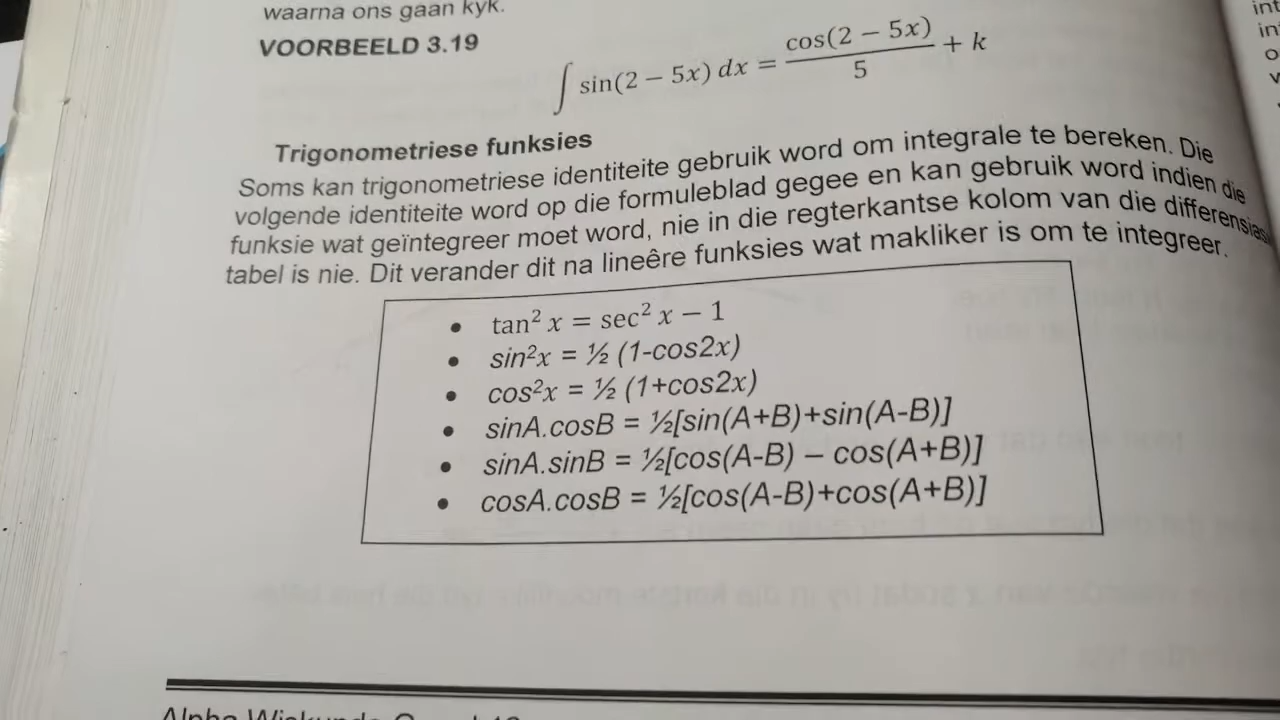 waarna ons gaan kyk.
VOORBEELD 3.19
∫ sin(2 − 5x) dx = cos(2 − 5x)/5 + k
Trigonometriese funksies
Soms kan trigonometriese identiteite gebruik word om integrale te bereken. Die
volgende identiteite word op die formuleblad gegee en kan gebruik word indien die
funksie wat geïntegreer moet word, nie in die regterkantse kolom van die
tabel is nie. Dit verander dit na lineêre funksies wat makliker is om te integreer.
• tan² x = sec² x − 1
• sin²x = ½ (1-cos2x)
• cos²x = ½ (1+cos2x)
• sinA.cosB = ½[sin(A+B)+sin(A-B)]
• sinA.sinB = ½[cos(A-B) – cos(A+B)]
• cosA.cosB = ½[cos(A-B)+cos(A+B)]